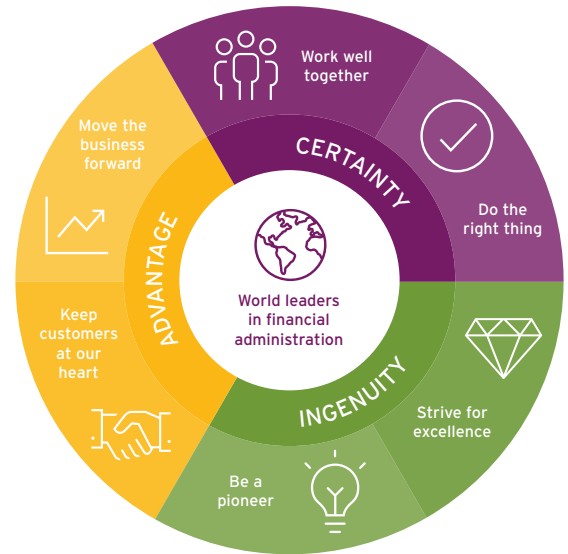 Work well
together
Do the
right thing
Strive for
excellence
Be a
pioneer
Keep
customers
at our
heart
Move the
business
forward
CERTAINTY
INGENUITY
ADVANTAGE
World leaders
in financial
administration